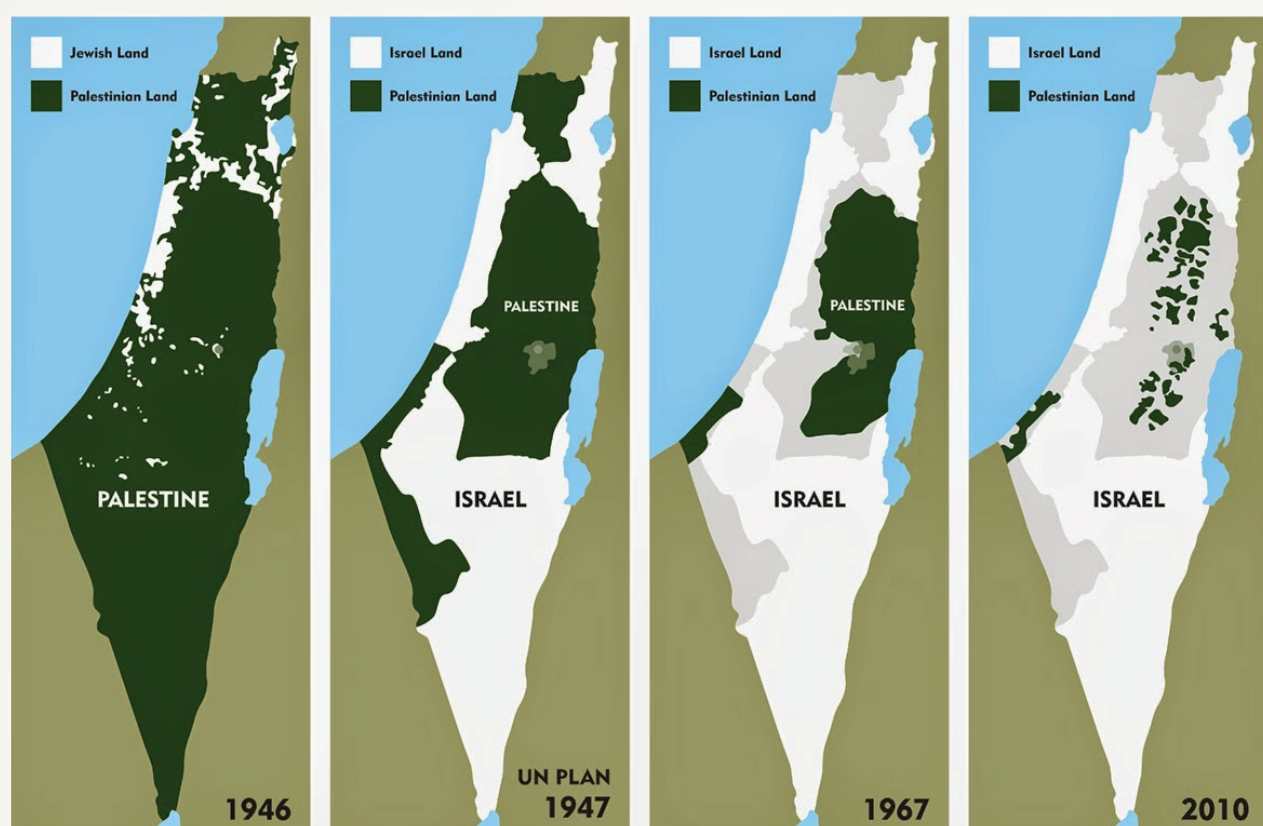 Jewish Land
Palestinian Land
PALESTINE
1946
Israel Land
Palestinian Land
PALESTINE
ISRAEL
UN PLAN
1947
Israel Land
Palestinian Land
PALESTINE
ISRAEL
1967
Israel Land
Palestinian Land
ISRAEL
2010